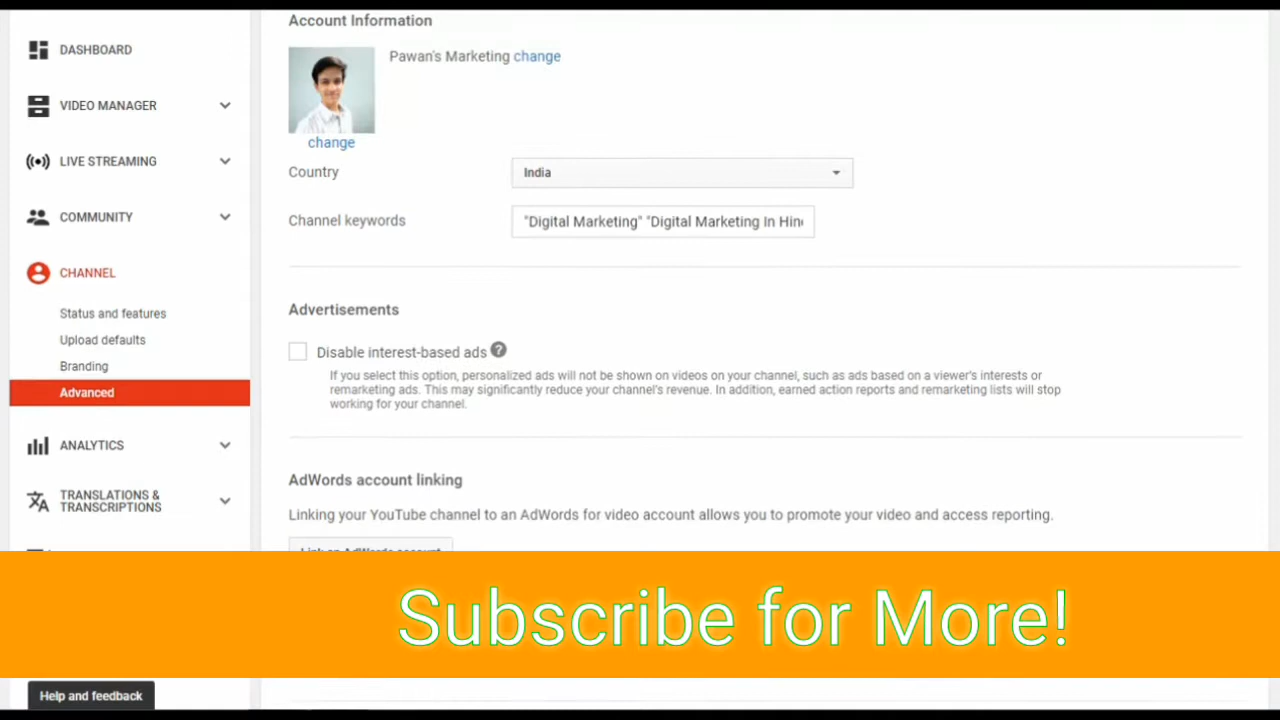 Account Information
DASHBOARD
Pawan's Marketing change
VIDEO MANAGER
change
LIVE STREAMING
Country
India
COMMUNITY
Channel keywords
"Digital Marketing" "Digital Marketing In
CHANNEL
Status and features
Upload defaults
Branding
Advanced
Advertisements
Disable interest-based ads ?
If you select this option, personalized ads will not be shown on videos on your channel, such as ads based on a viewer's interests or
remarketing ads. This may significantly reduce your channel's revenue. In addition, earned action reports and remarketing lists will stop
working for your channel.
ANALYTICS
TRANSLATIONS &
TRANSCRIPTIONS
AdWords account linking
Linking your YouTube channel to an AdWords for video account allows you to promote your video and access reporting.
Link an AdWords account
Subscribe for More!
Help and feedback